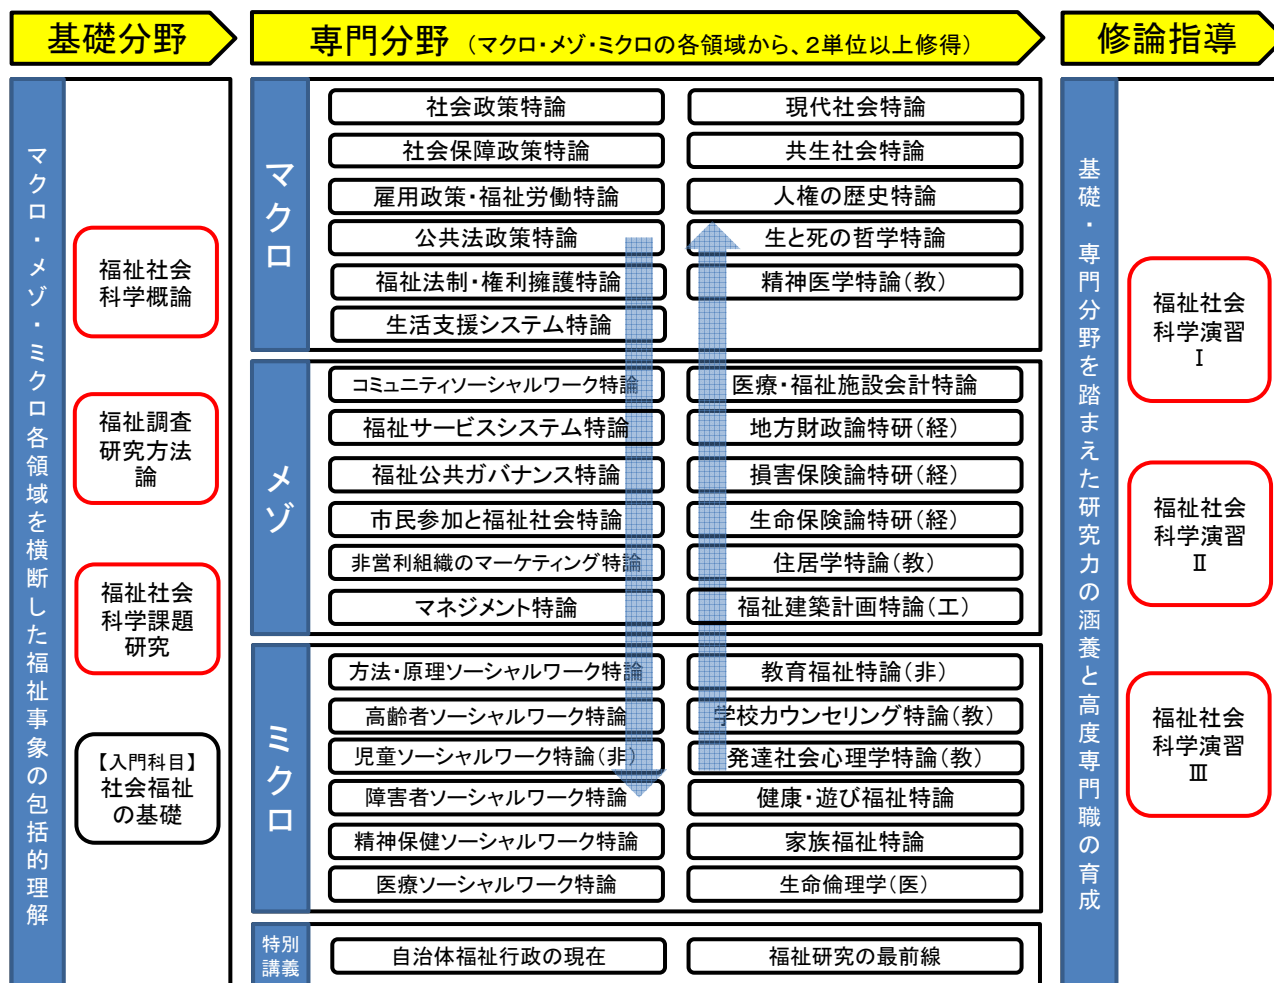 基礎分野
マクロ・メゾ・ミクロ各領域を横断した福祉事象の包括的理解
福祉社会
科学概論
福祉調査
研究方法
論
福祉社会
科学課題
研究
【入門科目】
社会福祉
の基礎
専門分野（マクロ・メゾ・ミクロの各領域から、2単位以上修得）
マクロ
社会政策特論
現代社会特論
社会保障政策特論
共生社会特論
雇用政策・福祉労働特論
人権の歴史特論
公共法政策特論
生と死の哲学特論
福祉法制・権利擁護特論
精神医学特論（教）
生活支援システム特論
メゾ
コミュニティソーシャルワーク特論
医療・福祉施設会計特論
福祉サービスシステム特論
地方財政論特研（経）
福祉公共ガバナンス特論
損害保険論特研（経）
市民参加と福祉社会特論
生命保険論特研（経）
非営利組織のマーケティング特論
住居学特論（教）
マネジメント特論
福祉建築計画特論（工）
ミクロ
方法・原理ソーシャルワーク特論
教育福祉特論（非）
高齢者ソーシャルワーク特論
学校カウンセリング特論（教）
児童ソーシャルワーク特論（非）
発達社会心理学特論（教）
障害者ソーシャルワーク特論
健康・遊び福祉特論
精神保健ソーシャルワーク特論
家族福祉特論
医療ソーシャルワーク特論
生命倫理学（医）
特別
講義
自治体福祉行政の現在
福祉研究の最前線
修論指導
基礎・専門分野を踏まえた研究力の涵養と高度専門職の育成
福祉社会
科学演習
Ⅰ
福祉社会
科学演習
Ⅱ
福祉社会
科学演習
Ⅲ